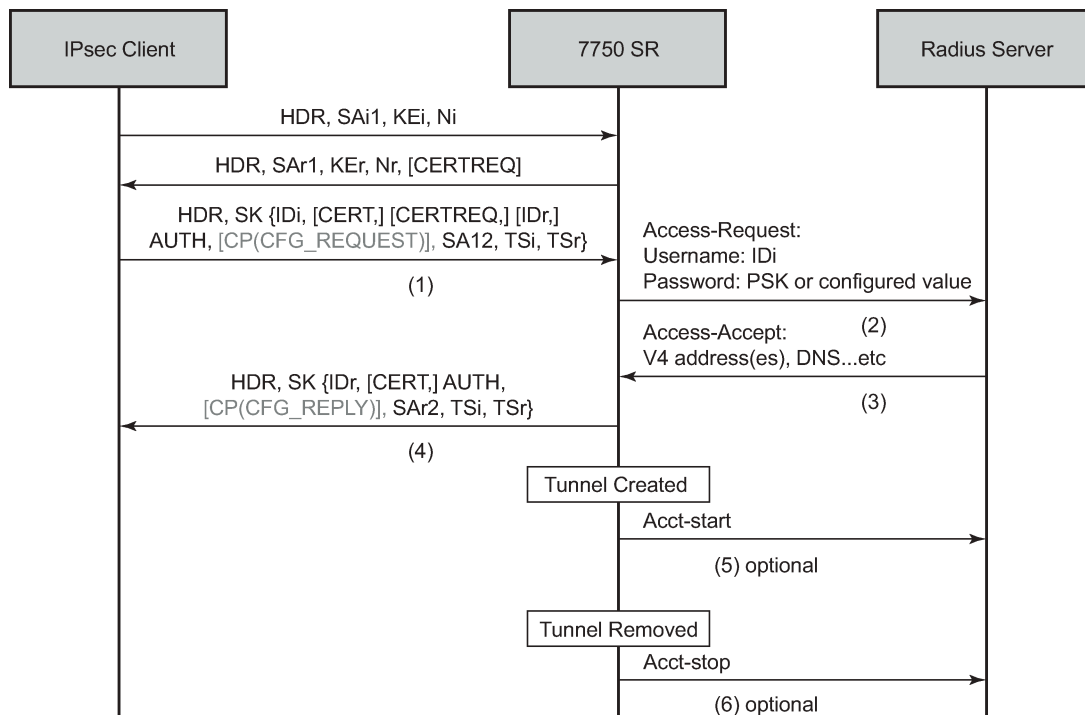 IPsec Client
7750 SR
Radius Server
HDR, SAi1, KEi, Ni
HDR, SAr1, KEr, Nr, [CERTREQ]
HDR, SK {IDi, [CERT,] [CERTREQ,] [IDr,]
AUTH, [CP(CFG_REQUEST)], SA12, TSi, TSr}
(1)
Access-Request:
Username: IDi
Password: PSK or configured value
(2)
Access-Accept:
V4 address(es), DNS...etc
(3)
HDR, SK {IDr, [CERT,] AUTH,
[CP(CFG_REPLY)], SAr2, TSi, TSr}
(4)
Tunnel Created
Acct-start
(5) optional
Tunnel Removed
Acct-stop
(6) optional